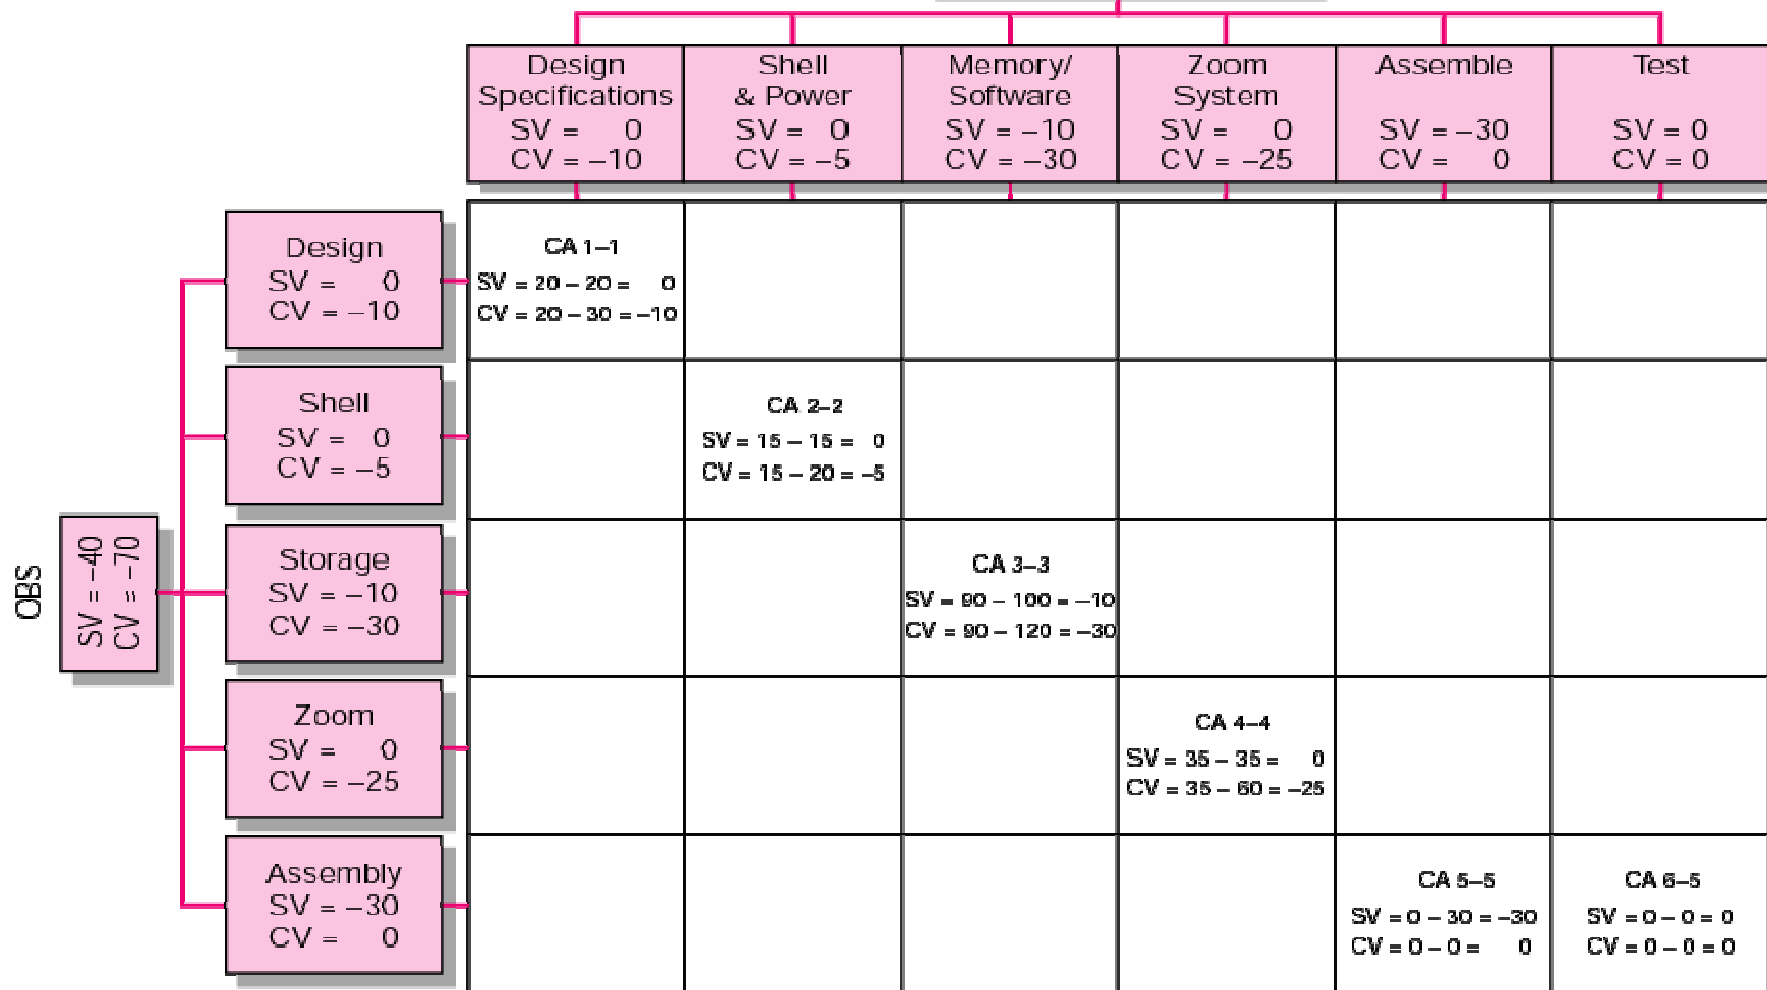 Design
Specifications
SV = 0
CV = –10
Shell
& Power
SV = 0
CV = –5
Memory/
Software
SV = –10
CV = –30
Zoom
System
SV = 0
CV = –25
Assemble
SV = –30
CV = 0
Test
SV = 0
CV = 0
OBS
SV = –40
CV = –70
Design
SV = 0
CV = –10
CA 1–1
SV = 20 – 20 = 0
CV = 20 – 30 = –10
Shell
SV = 0
CV = –5
CA 2–2
SV = 15 – 15 = 0
CV = 15 – 20 = –5
Storage
SV = –10
CV = –30
CA 3–3
SV = 90 – 100 = –10
CV = 90 – 120 = –30
Zoom
SV = 0
CV = –25
CA 4–4
SV = 35 – 35 = 0
CV = 35 – 60 = –25
Assembly
SV = –30
CV = 0
CA 5–5
SV = 0 – 30 = –30
CV = 0 – 0 = 0
CA 6–5
SV = 0 – 0 = 0
CV = 0 – 0 = 0